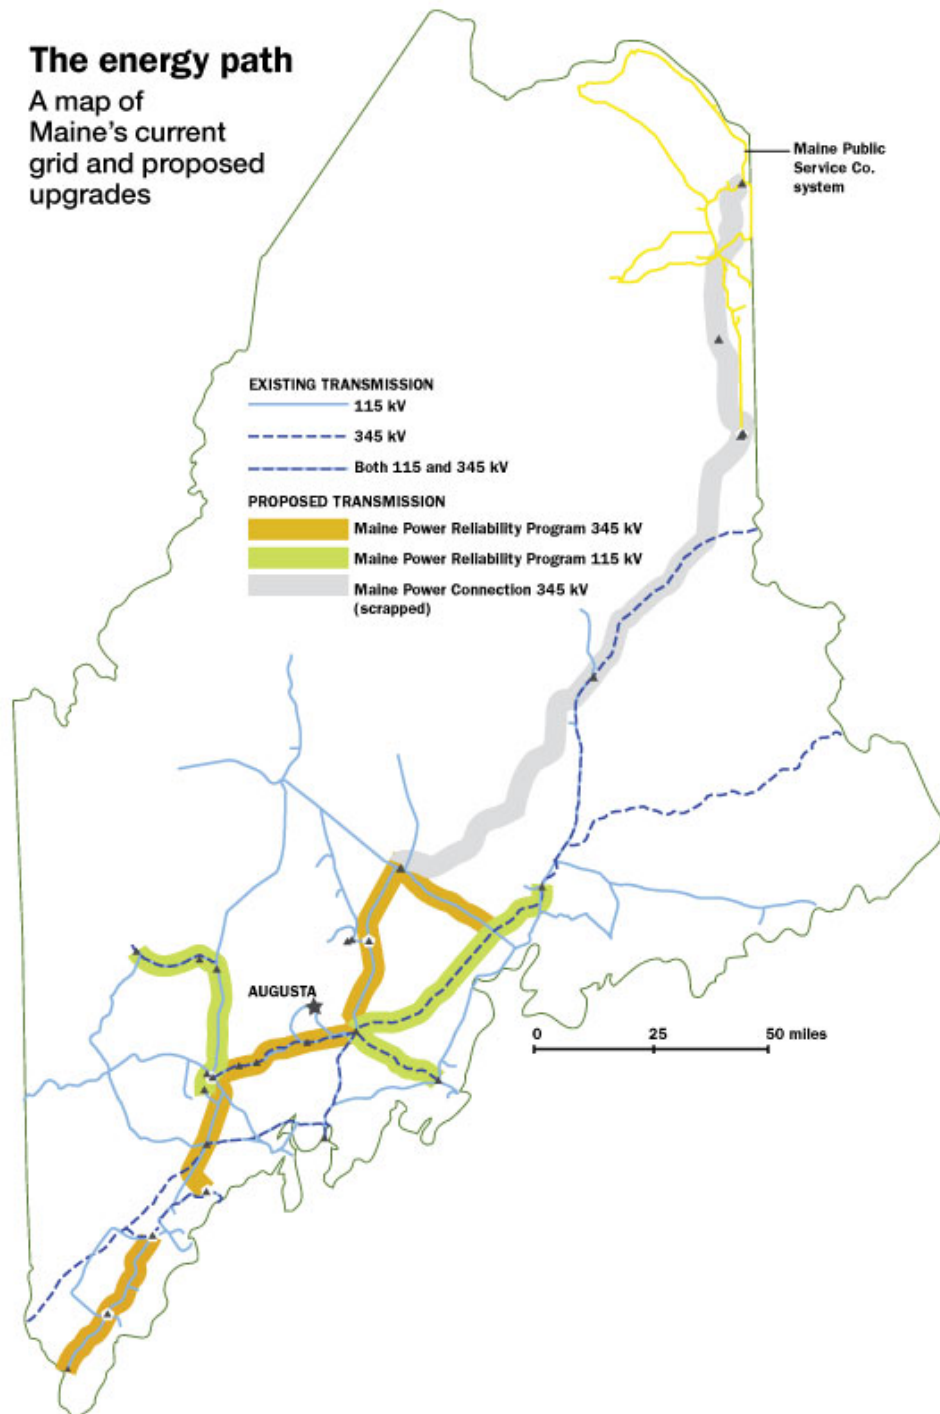 The energy path
A map of
Maine's current
grid and proposed
upgrades
Maine Public
Service Co.
system
EXISTING TRANSMISSION
115 kV
345 kV
Both 115 and 345 kV
PROPOSED TRANSMISSION
Maine Power Reliability Program 345 kV
Maine Power Reliability Program 115 kV
Maine Power Connection 345 kV
(scrapped)
AUGUSTA
0 25 50 miles